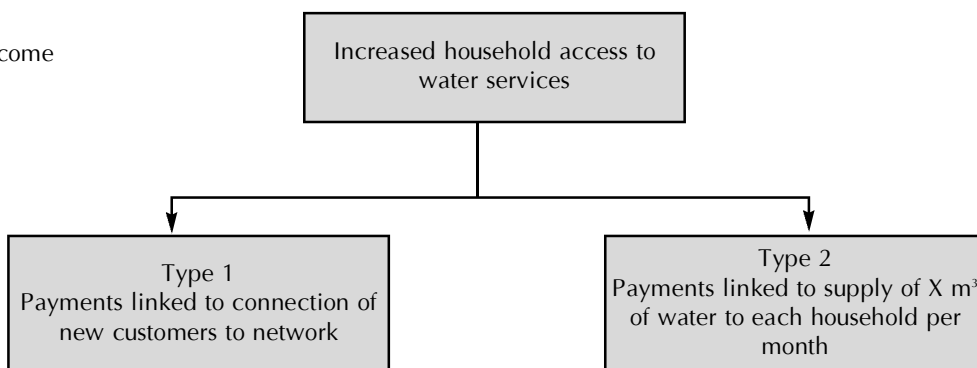 come
Increased household access to
water services
Type 1
Payments linked to connection of
new customers to network
Type 2
Payments linked to supply of X m³
of water to each household per
month